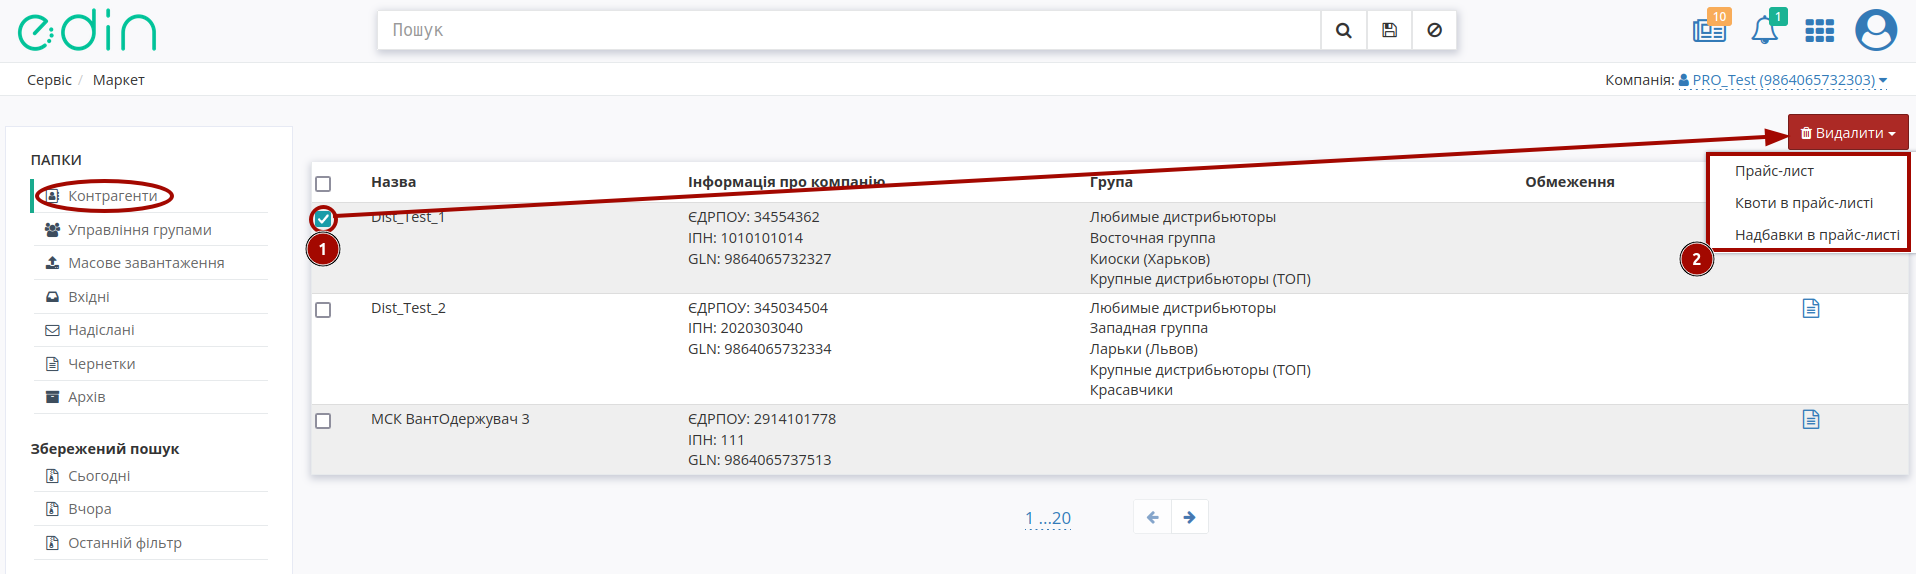 edin
Пошук
10
1
Сервіс / Маркет
Компанія: PRO_Test (9864065732303)
Видалити
Прайс-лист
Квоти в прайс-листі
Надбавки в прайс-листі
2
ПАПКИ
Контрагенти
Управління групами
Масове завантаження
Вхідні
Надіслані
Чернетки
Архів
Збережений пошук
Сьогодні
Вчора
Останній фільтр
Назва
Інформація про компанію
Група
Обмеження
1
Dist_Test_1
ЄДРПОУ: 34554362
ІПН: 1010101014
GLN: 9864065732327
Любимые дистрибьюторы
Восточная группа
Киоски (Харьков)
Крупные дистрибьюторы (ТОП)
Dist_Test_2
ЄДРПОУ: 345034504
ІПН: 2020303040
GLN: 9864065732334
Любимые дистрибьюторы
Западная группа
Ларьки (Львов)
Крупные дистрибьюторы (ТОП)
Красавчики
МСК ВантОдержувач 3
ЄДРПОУ: 2914101778
ІПН: 111
GLN: 9864065737513
1 ...20